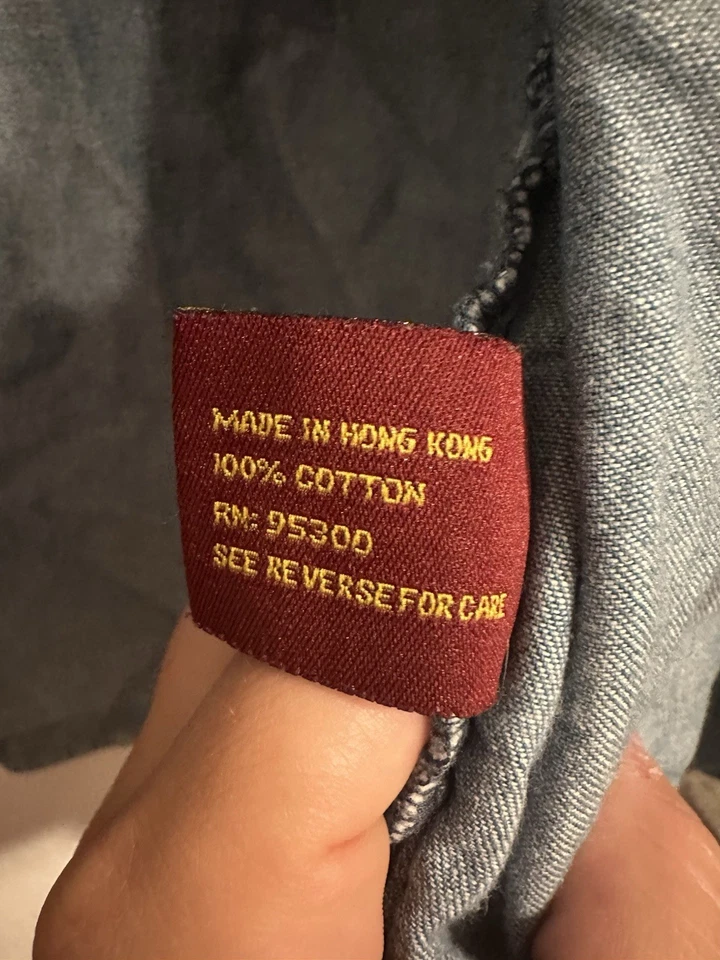 MADE IN HONG KONG
100% COTTON
RN: 95300
SEE REVERSE FOR CARE